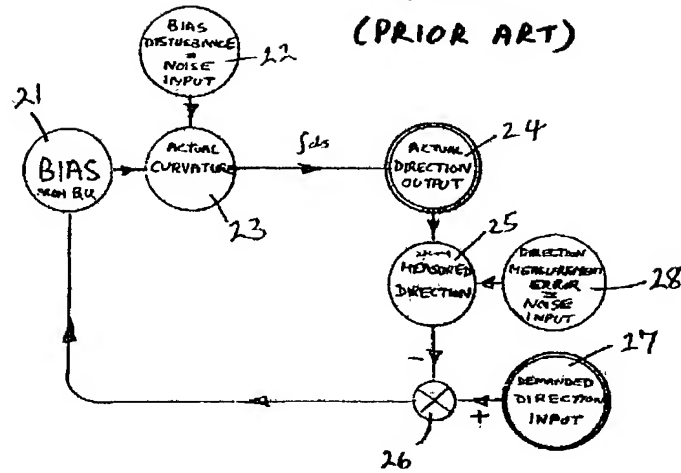 (PRIOR ART)
BIAS
DISTURBANCE
=
NOISE
INPUT
22
21
BIAS
FROM B.U.
ACTUAL
CURVATURE
23
∫ds
24
ACTUAL
DIRECTION
OUTPUT
25
MEASURED
DIRECTION
DIRECTION
MEASUREMENT
ERROR
=
NOISE
INPUT
28
-
27
DEMANDED
DIRECTION
INPUT
+
26